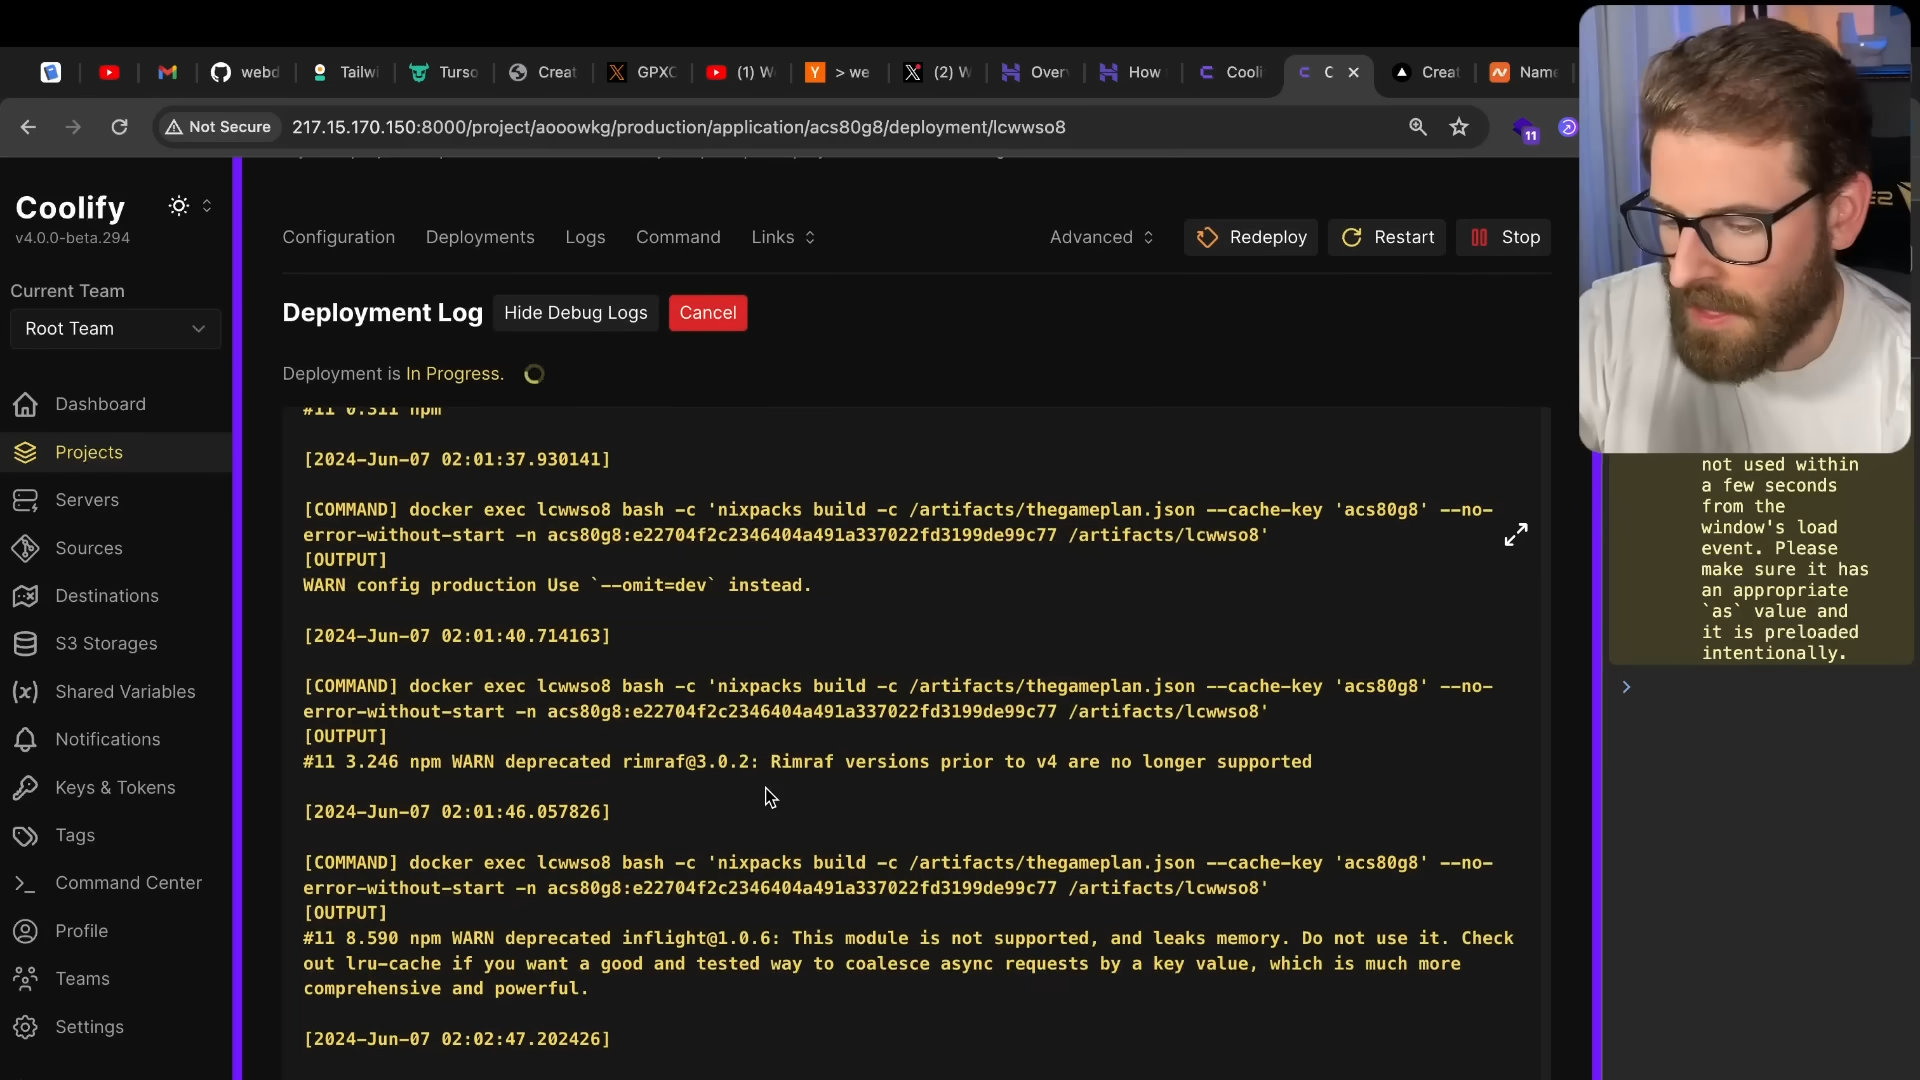 webd
Tailwi
Turso
Creat
GPXC
(1) W
> we
(2) W
Over
How
Cooli
C
Creat
Name
Not Secure
217.15.170.150:8000/project/aooowkg/production/application/acs80g8/deployment/lcwwso8
11
Coolify
v4.0.0-beta.294
Current Team
Root Team
Dashboard
Projects
Servers
Sources
Destinations
S3 Storages
Shared Variables
Notifications
Keys & Tokens
Tags
Command Center
Profile
Teams
Settings
Configuration Deployments Logs Command Links
Advanced Redeploy Restart Stop
Deployment Log Hide Debug Logs Cancel
Deployment is In Progress.
#11 0.311 npm
[2024-Jun-07 02:01:37.930141]
[COMMAND] docker exec lcwwso8 bash -c 'nixpacks build -c /artifacts/thegameplan.json --cache-key 'acs80g8' --no-
error-without-start -n acs80g8:e22704f2c2346404a491a337022fd3199de99c77 /artifacts/lcwwso8'
[OUTPUT]
WARN config production Use `--omit=dev` instead.
[2024-Jun-07 02:01:40.714163]
[COMMAND] docker exec lcwwso8 bash -c 'nixpacks build -c /artifacts/thegameplan.json --cache-key 'acs80g8' --no-
error-without-start -n acs80g8:e22704f2c2346404a491a337022fd3199de99c77 /artifacts/lcwwso8'
[OUTPUT]
#11 3.246 npm WARN deprecated rimraf@3.0.2: Rimraf versions prior to v4 are no longer supported
[2024-Jun-07 02:01:46.057826]
[COMMAND] docker exec lcwwso8 bash -c 'nixpacks build -c /artifacts/thegameplan.json --cache-key 'acs80g8' --no-
error-without-start -n acs80g8:e22704f2c2346404a491a337022fd3199de99c77 /artifacts/lcwwso8'
[OUTPUT]
#11 8.590 npm WARN deprecated inflight@1.0.6: This module is not supported, and leaks memory. Do not use it. Check
out lru-cache if you want a good and tested way to coalesce async requests by a key value, which is much more
comprehensive and powerful.
[2024-Jun-07 02:02:47.202426]
not used within
a few seconds
from the
window's load
event. Please
make sure it has
an appropriate
`as` value and
it is preloaded
intentionally.